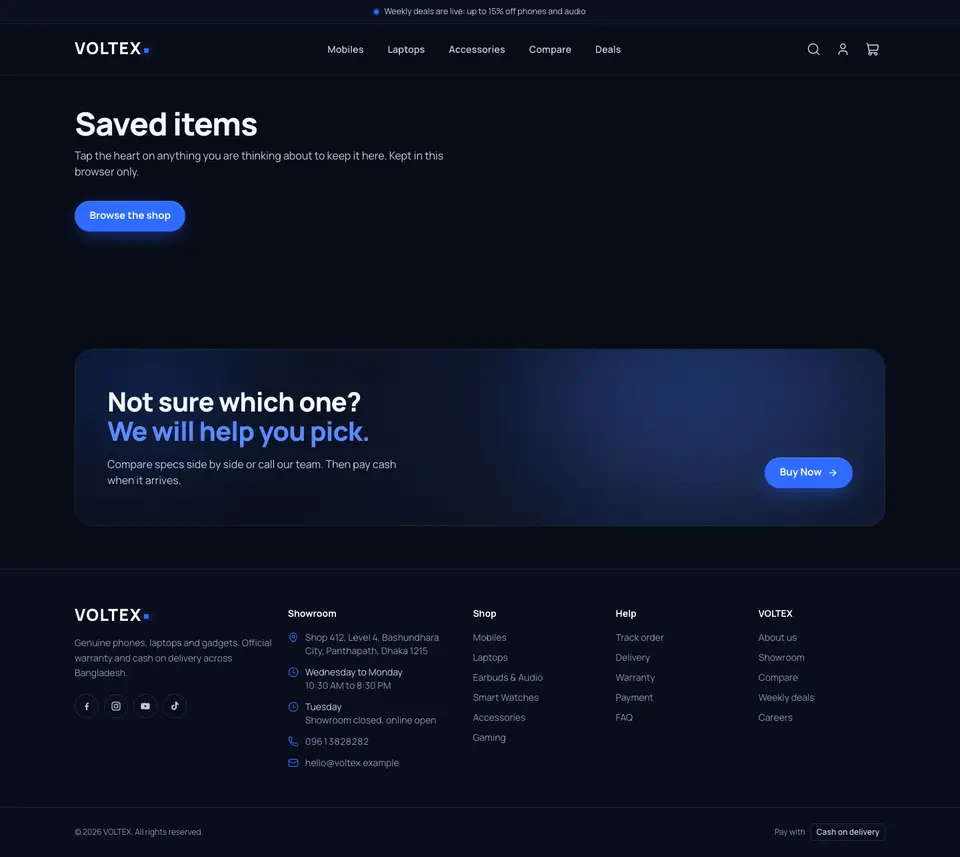 Weekly deals are live: up to 15% off phones and audio
VOLTEX
Mobiles
Laptops
Accessories
Compare
Deals
Saved items
Tap the heart on anything you are thinking about to keep it here. Kept in this
browser only.
Browse the shop
Not sure which one?
We will help you pick.
Compare specs side by side or call our team. Then pay cash
when it arrives.
Buy Now
VOLTEX
Genuine phones, laptops and gadgets. Official
warranty and cash on delivery across
Bangladesh.
Showroom
Shop 412, Level 4, Bashundhara
City, Panthapath, Dhaka 1215
Wednesday to Monday
10:30 AM to 8:30 PM
Tuesday
Showroom closed, online open
09613828282
hello@voltex.example
Shop
Mobiles
Laptops
Earbuds & Audio
Smart Watches
Accessories
Gaming
Help
Track order
Delivery
Warranty
Payment
FAQ
VOLTEX
About us
Showroom
Compare
Weekly deals
Careers
© 2026 VOLTEX. All rights reserved.
Pay with
Cash on delivery